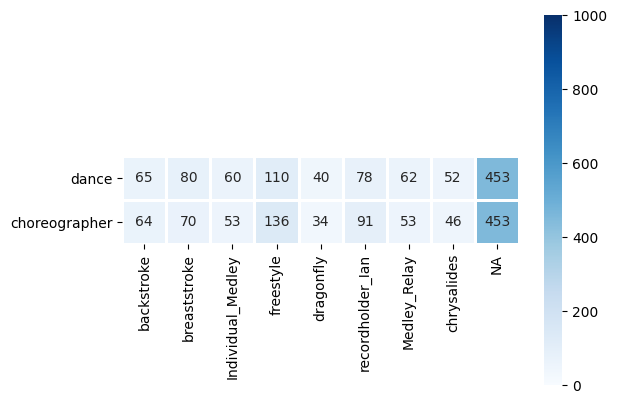 1000
800
600
400
200
0
dance 65 80 60 110 40 78 62 52 453
choreographer 64 70 53 136 34 91 53 46 453
backstroke
breaststroke
Individual_Medley
freestyle
dragonfly
recordholder_Ian
Medley_Relay
chrysalides
NA